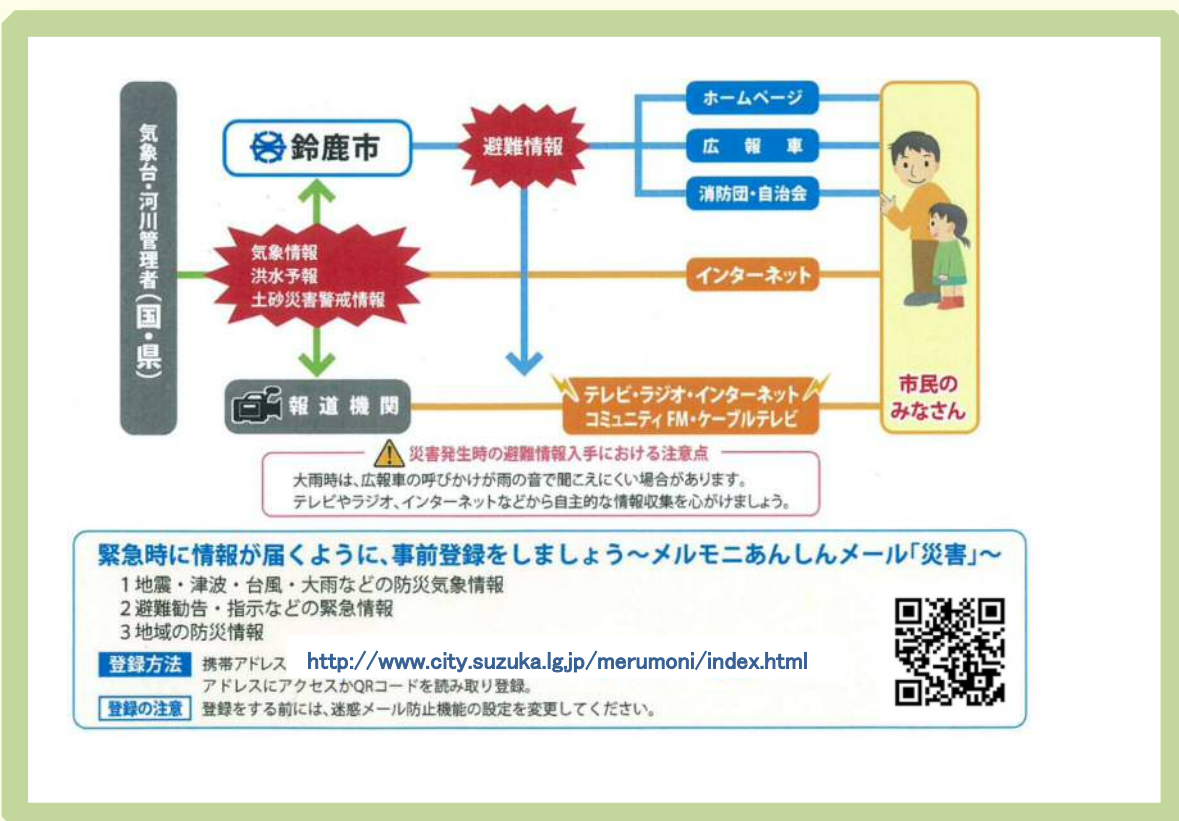 気象台・河川管理者(国・県)
鈴鹿市
避難情報
ホームページ
広報車
消防団・自治会
気象情報
洪水予報
土砂災害警戒情報
インターネット
報道機関
テレビ・ラジオ・インターネット
コミュニティFM・ケーブルテレビ
市民の
みなさん
災害発生時の避難情報入手における注意点
大雨時は、広報車の呼びかけが雨の音で聞こえにくい場合があります。
テレビやラジオ、インターネットなどから自主的な情報収集を心がけましょう。
緊急時に情報が届くように、事前登録をしましょう~メルモニあんしんメール「災害」~
1 地震・津波・台風・大雨などの防災気象情報
2 避難勧告・指示などの緊急情報
3 地域の防災情報
登録方法 携帯アドレス http://www.city.suzuka.lg.jp/merumoni/index.html
アドレスにアクセスかQRコードを読み取り登録。
登録の注意 登録をする前には、迷惑メール防止機能の設定を変更してください。